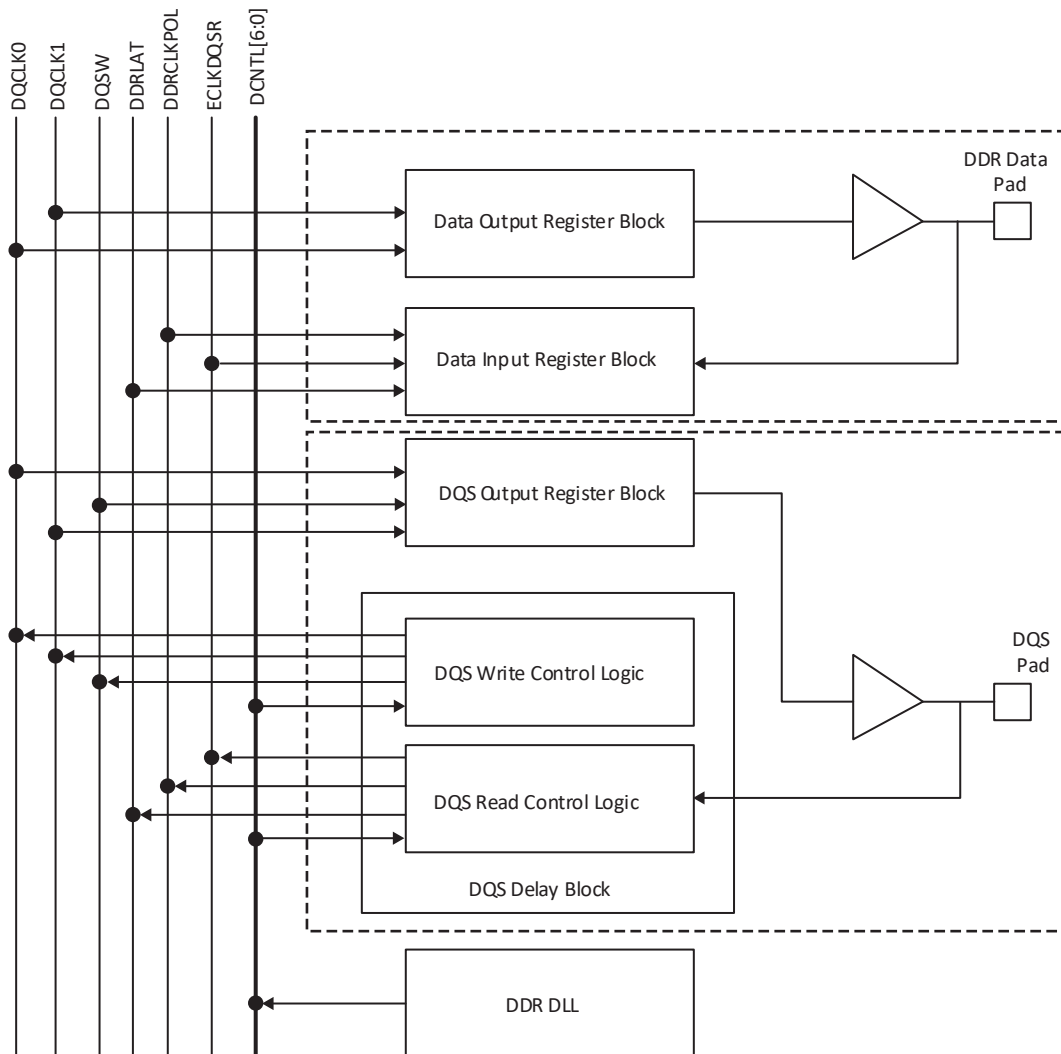 DQCLK0
DQCLK1
DQSW
DDRLAT
DDRCLKPOL
ECLKDQSR
DCNTL[6:0]
DDR Data
Pad
Data Output Register Block
Data Input Register Block
DQS Output Register Block
DQS Write Control Logic
DQS
Pad
DQS Read Control Logic
DQS Delay Block
DDR DLL